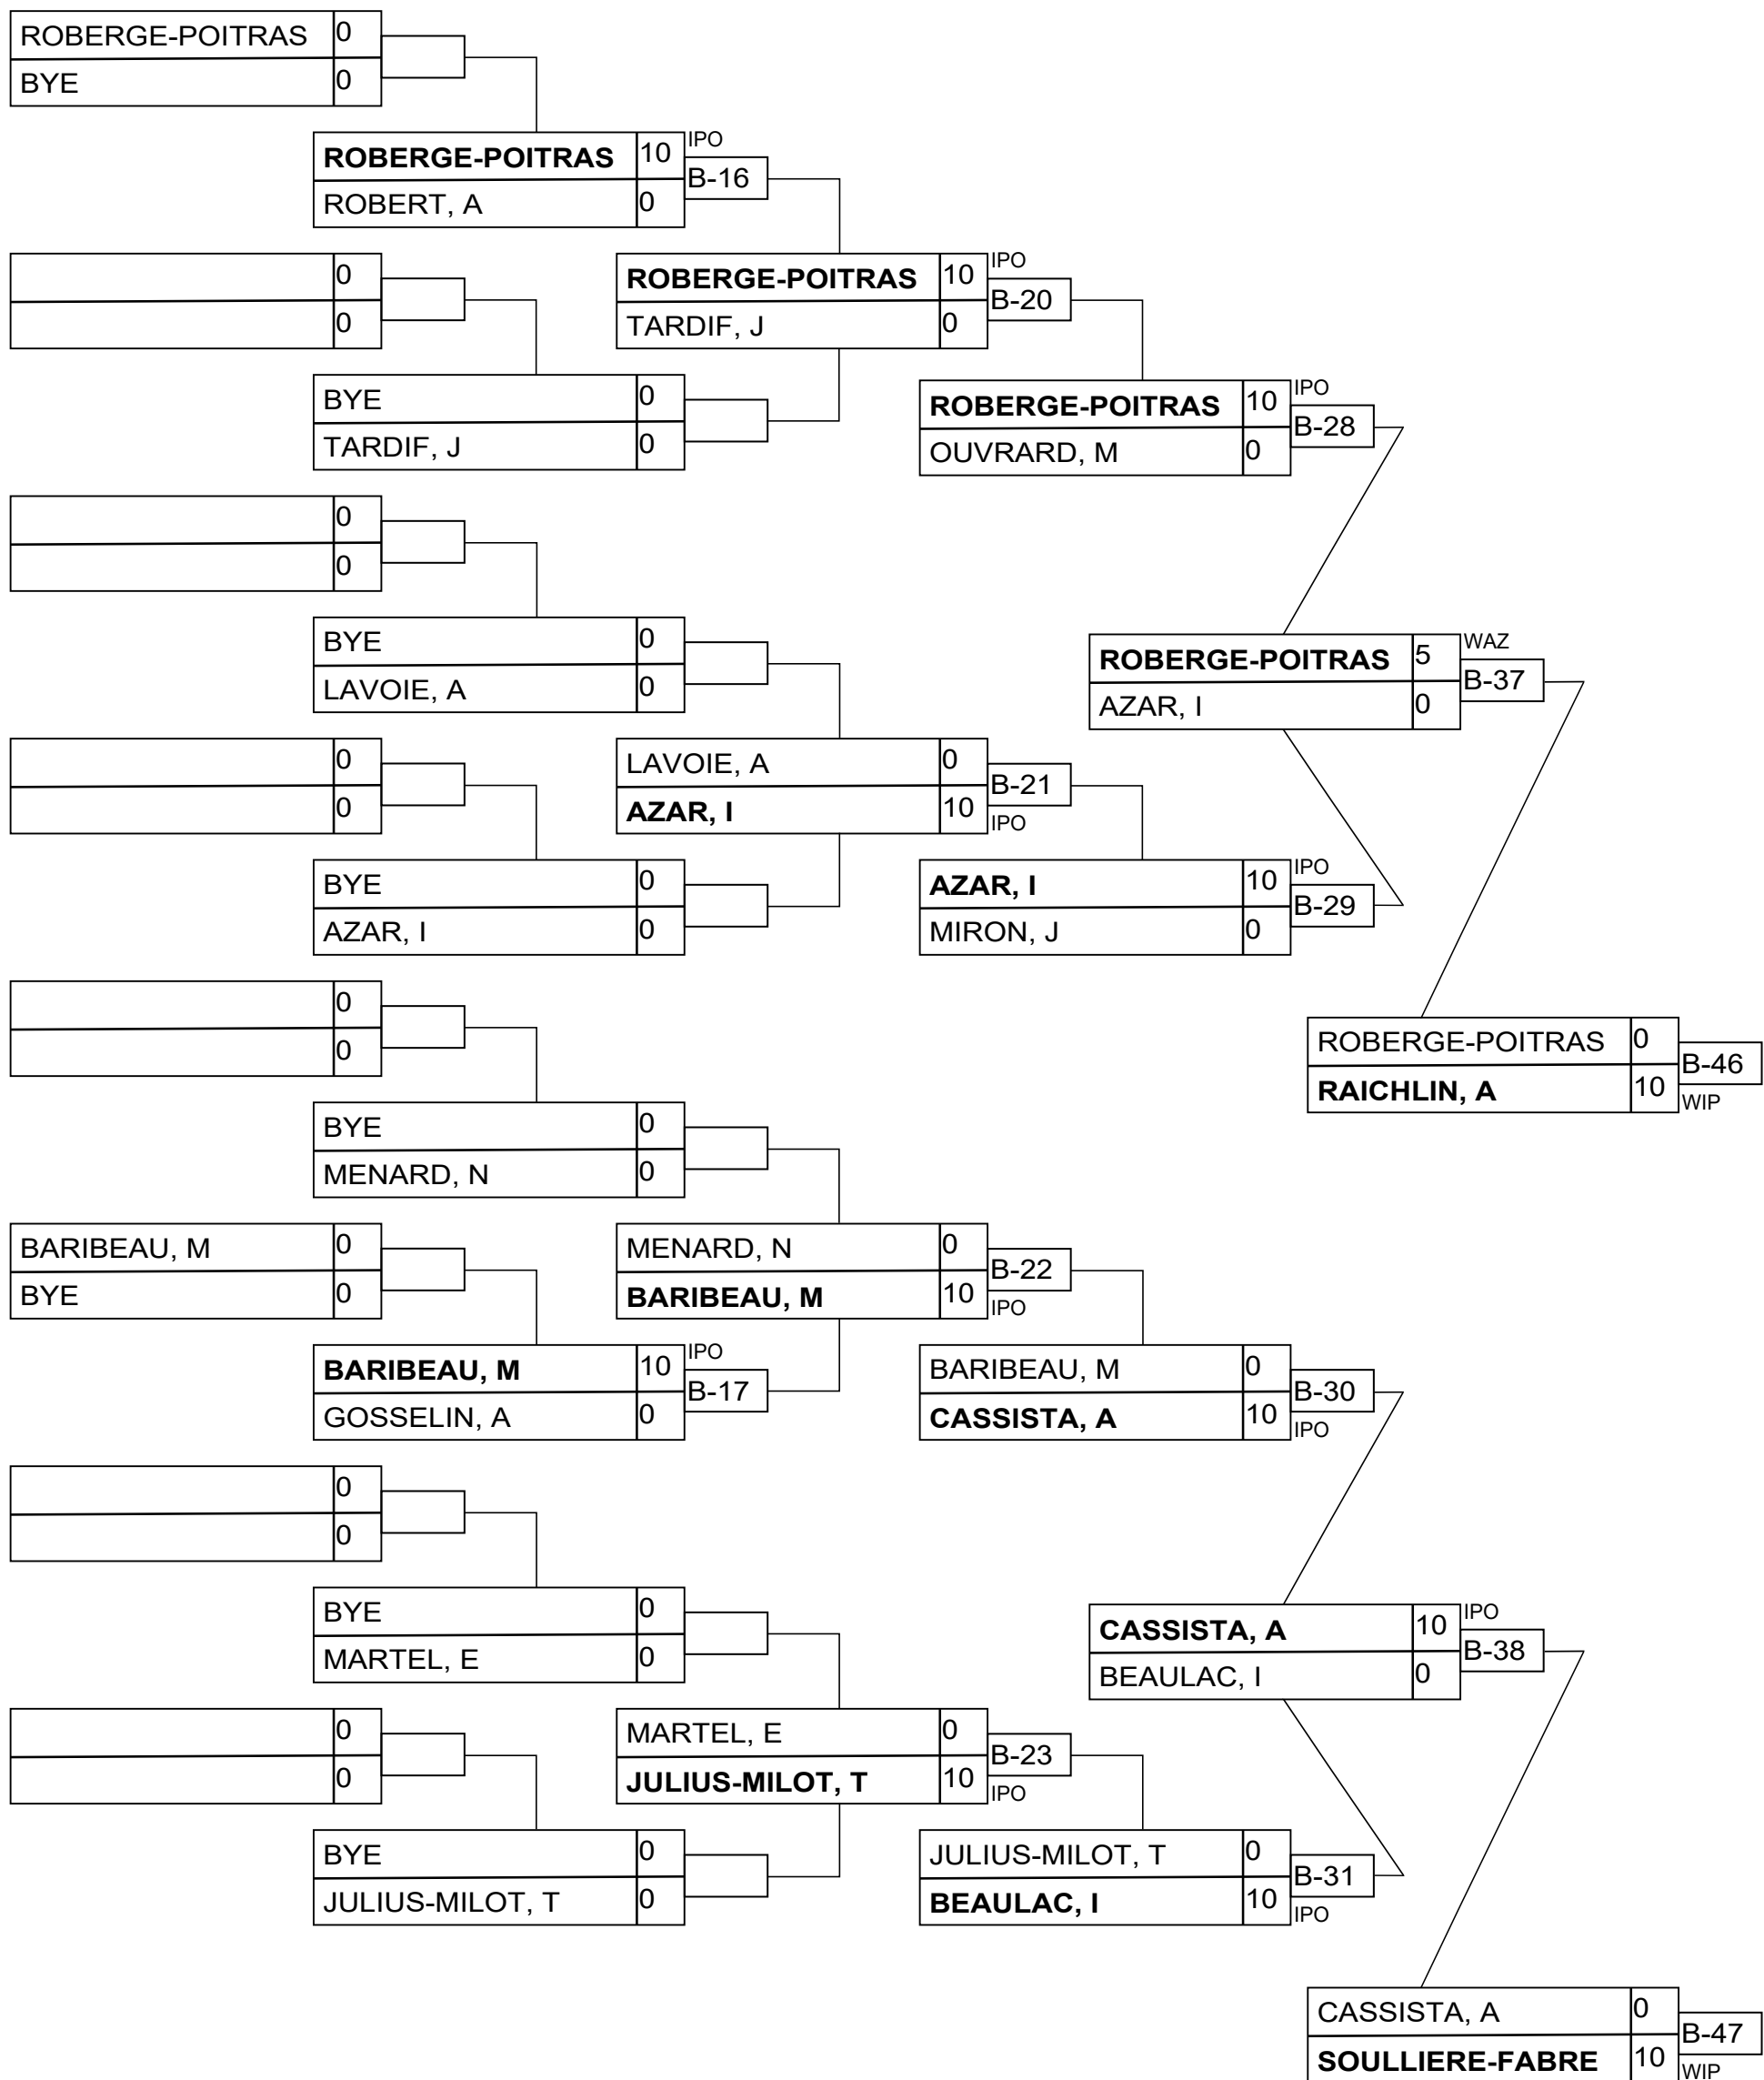 ROBERGE-POITRAS 0
BYE 0
IPO
ROBERGE-POITRAS 10
B-16
ROBERT, A 0
0
0
IPO
ROBERGE-POITRAS 10
B-20
TARDIF, J 0
BYE 0
TARDIF, J 0
IPO
ROBERGE-POITRAS 10
B-28
OUVRARD, M 0
0
0
BYE 0
LAVOIE, A 0
WAZ
ROBERGE-POITRAS 5
B-37
AZAR, I 0
0
0
LAVOIE, A 0
B-21
AZAR, I 10
IPO
BYE 0
AZAR, I 0
IPO
AZAR, I 10
B-29
MIRON, J 0
0
0
ROBERGE-POITRAS 0
B-46
RAICHLIN, A 10
WIP
BYE 0
MENARD, N 0
BARIBEAU, M 0
BYE 0
MENARD, N 0
B-22
BARIBEAU, M 10
IPO
IPO
BARIBEAU, M 10
B-17
GOSSELIN, A 0
BARIBEAU, M 0
B-30
CASSISTA, A 10
IPO
0
0
BYE 0
MARTEL, E 0
IPO
CASSISTA, A 10
B-38
BEAULAC, I 0
0
0
MARTEL, E 0
B-23
JULIUS-MILOT, T 10
IPO
BYE 0
JULIUS-MILOT, T 0
JULIUS-MILOT, T 0
B-31
BEAULAC, I 10
IPO
CASSISTA, A 0
B-47
SOULLIERE-FABRE 10
WIP